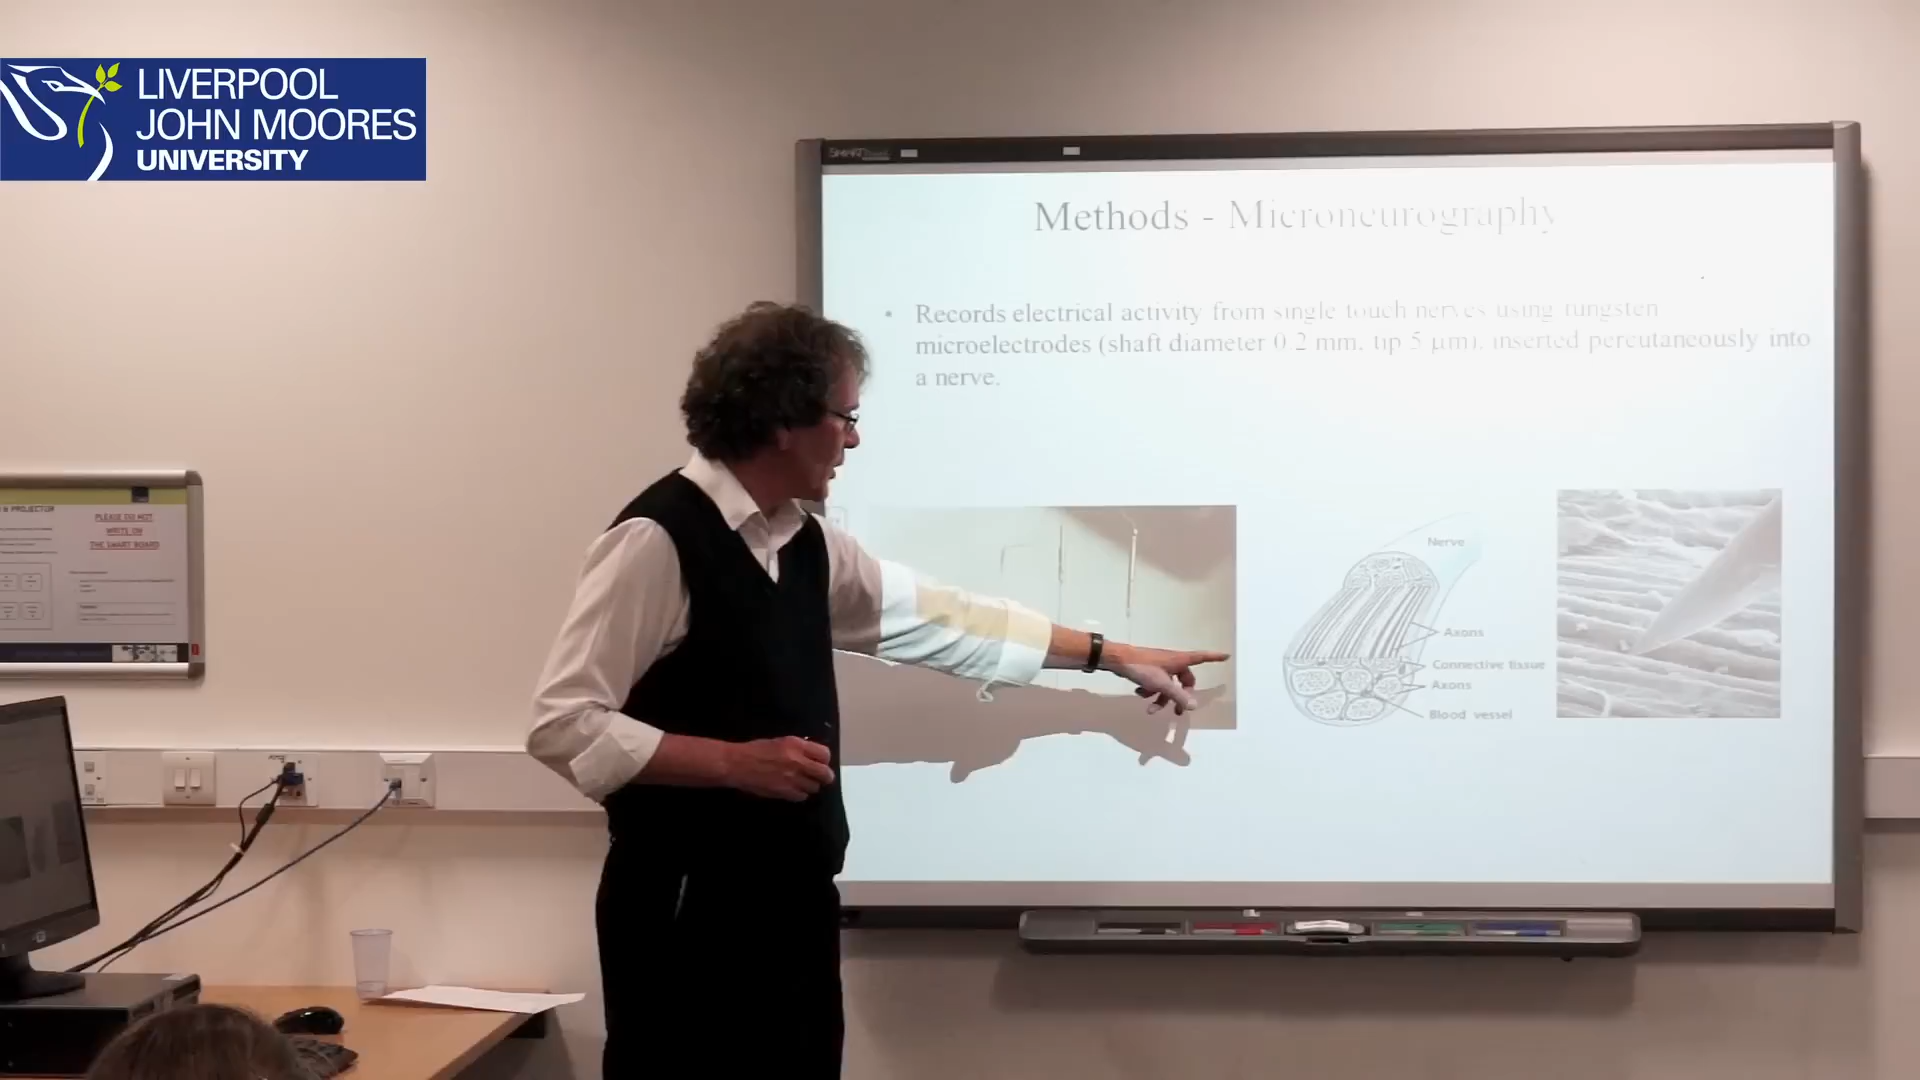 LIVERPOOL
JOHN MOORES
UNIVERSITY
SMART
Methods - Microneurography
• Records electrical activity from single touch nerves using tungsten
microelectrodes (shaft diameter 0.2 mm, tip 5 μm), inserted percutaneously into
a nerve.
Nerve
Axons
Connective tissue
Axons
Blood vessel
& PROJECTOR
PLEASE DO NOT
WRITE ON
THE SMART BOARD